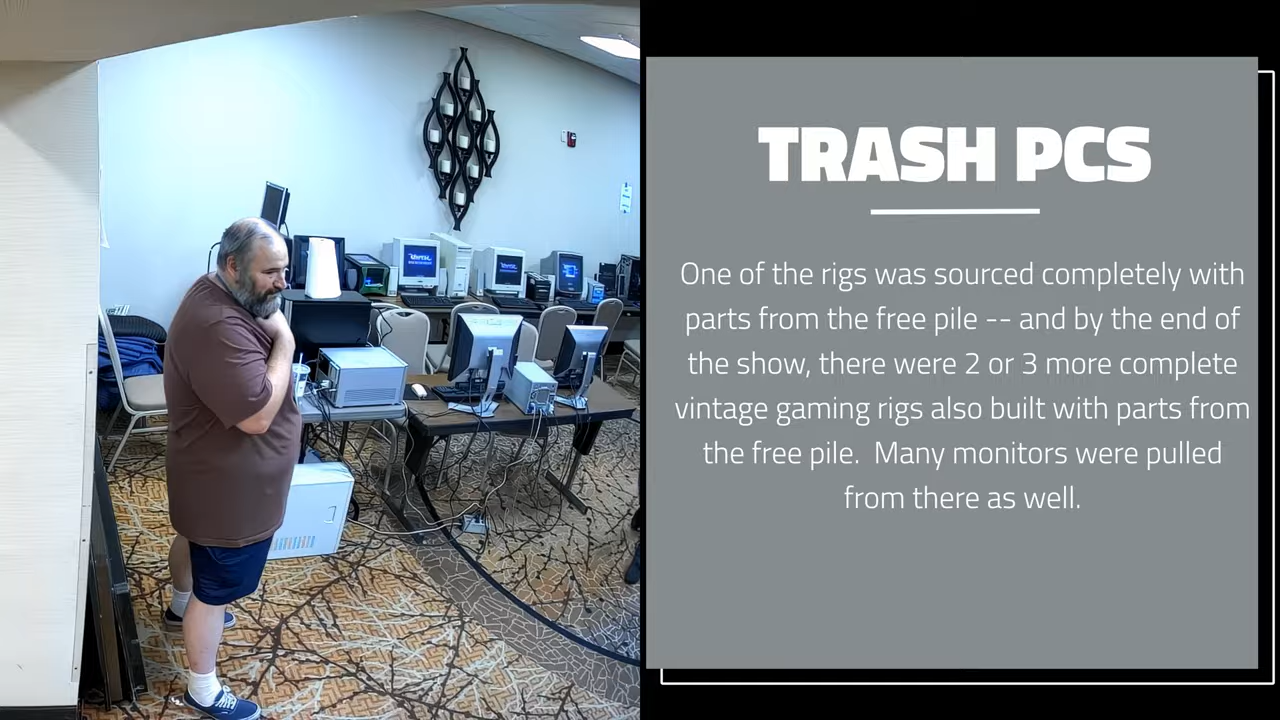 TRASH PCS
One of the rigs was sourced completely with
parts from the free pile -- and by the end of
the show, there were 2 or 3 more complete
vintage gaming rigs also built with parts from
the free pile.  Many monitors were pulled
from there as well.